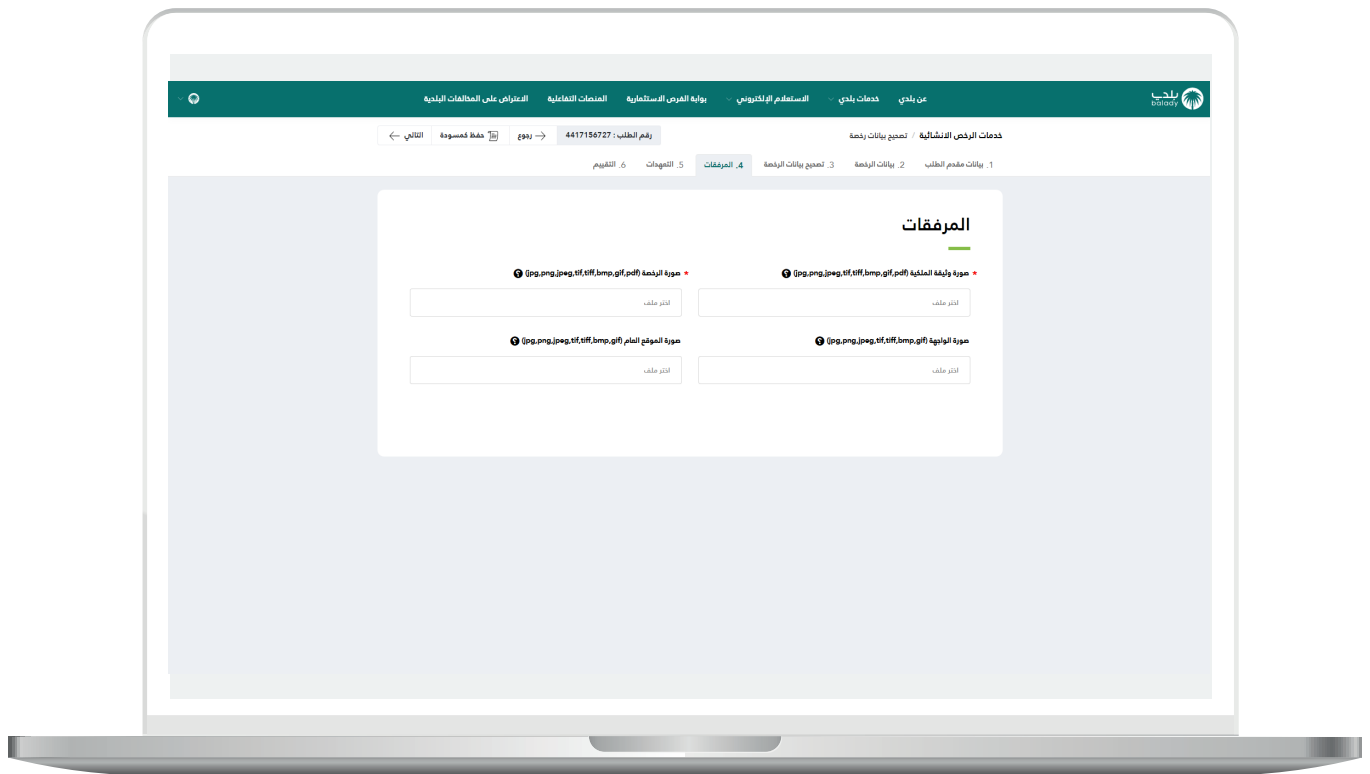 بلدي
balady
عن بلدي خدمات بلدي الاستعلام الإلكتروني بوابة الفرص الاستثمارية المنصات التفاعلية الاعتراض على المخالفات البلدية
خدمات الرخص الانشائية / تصحيح بيانات رخصة رقم الطلب : 4417156727 رجوع حفظ كمسودة التالي
1. بيانات مقدم الطلب 2. بيانات الرخصة 3. تصحيح بيانات الرخصة 4. المرفقات 5. التعهدات 6. التقييم
المرفقات
* صورة وثيقة الملكية (jpg,png,jpeg,tif,tiff,bmp,gif,pdf) ? * صورة الرخصة (jpg,png,jpeg,tif,tiff,bmp,gif,pdf) ?
اختر ملف اختر ملف
صورة الواجهة (jpg,png,jpeg,tif,tiff,bmp,gif) ? صورة الموقع العام (jpg,png,jpeg,tif,tiff,bmp,gif) ?
اختر ملف اختر ملف